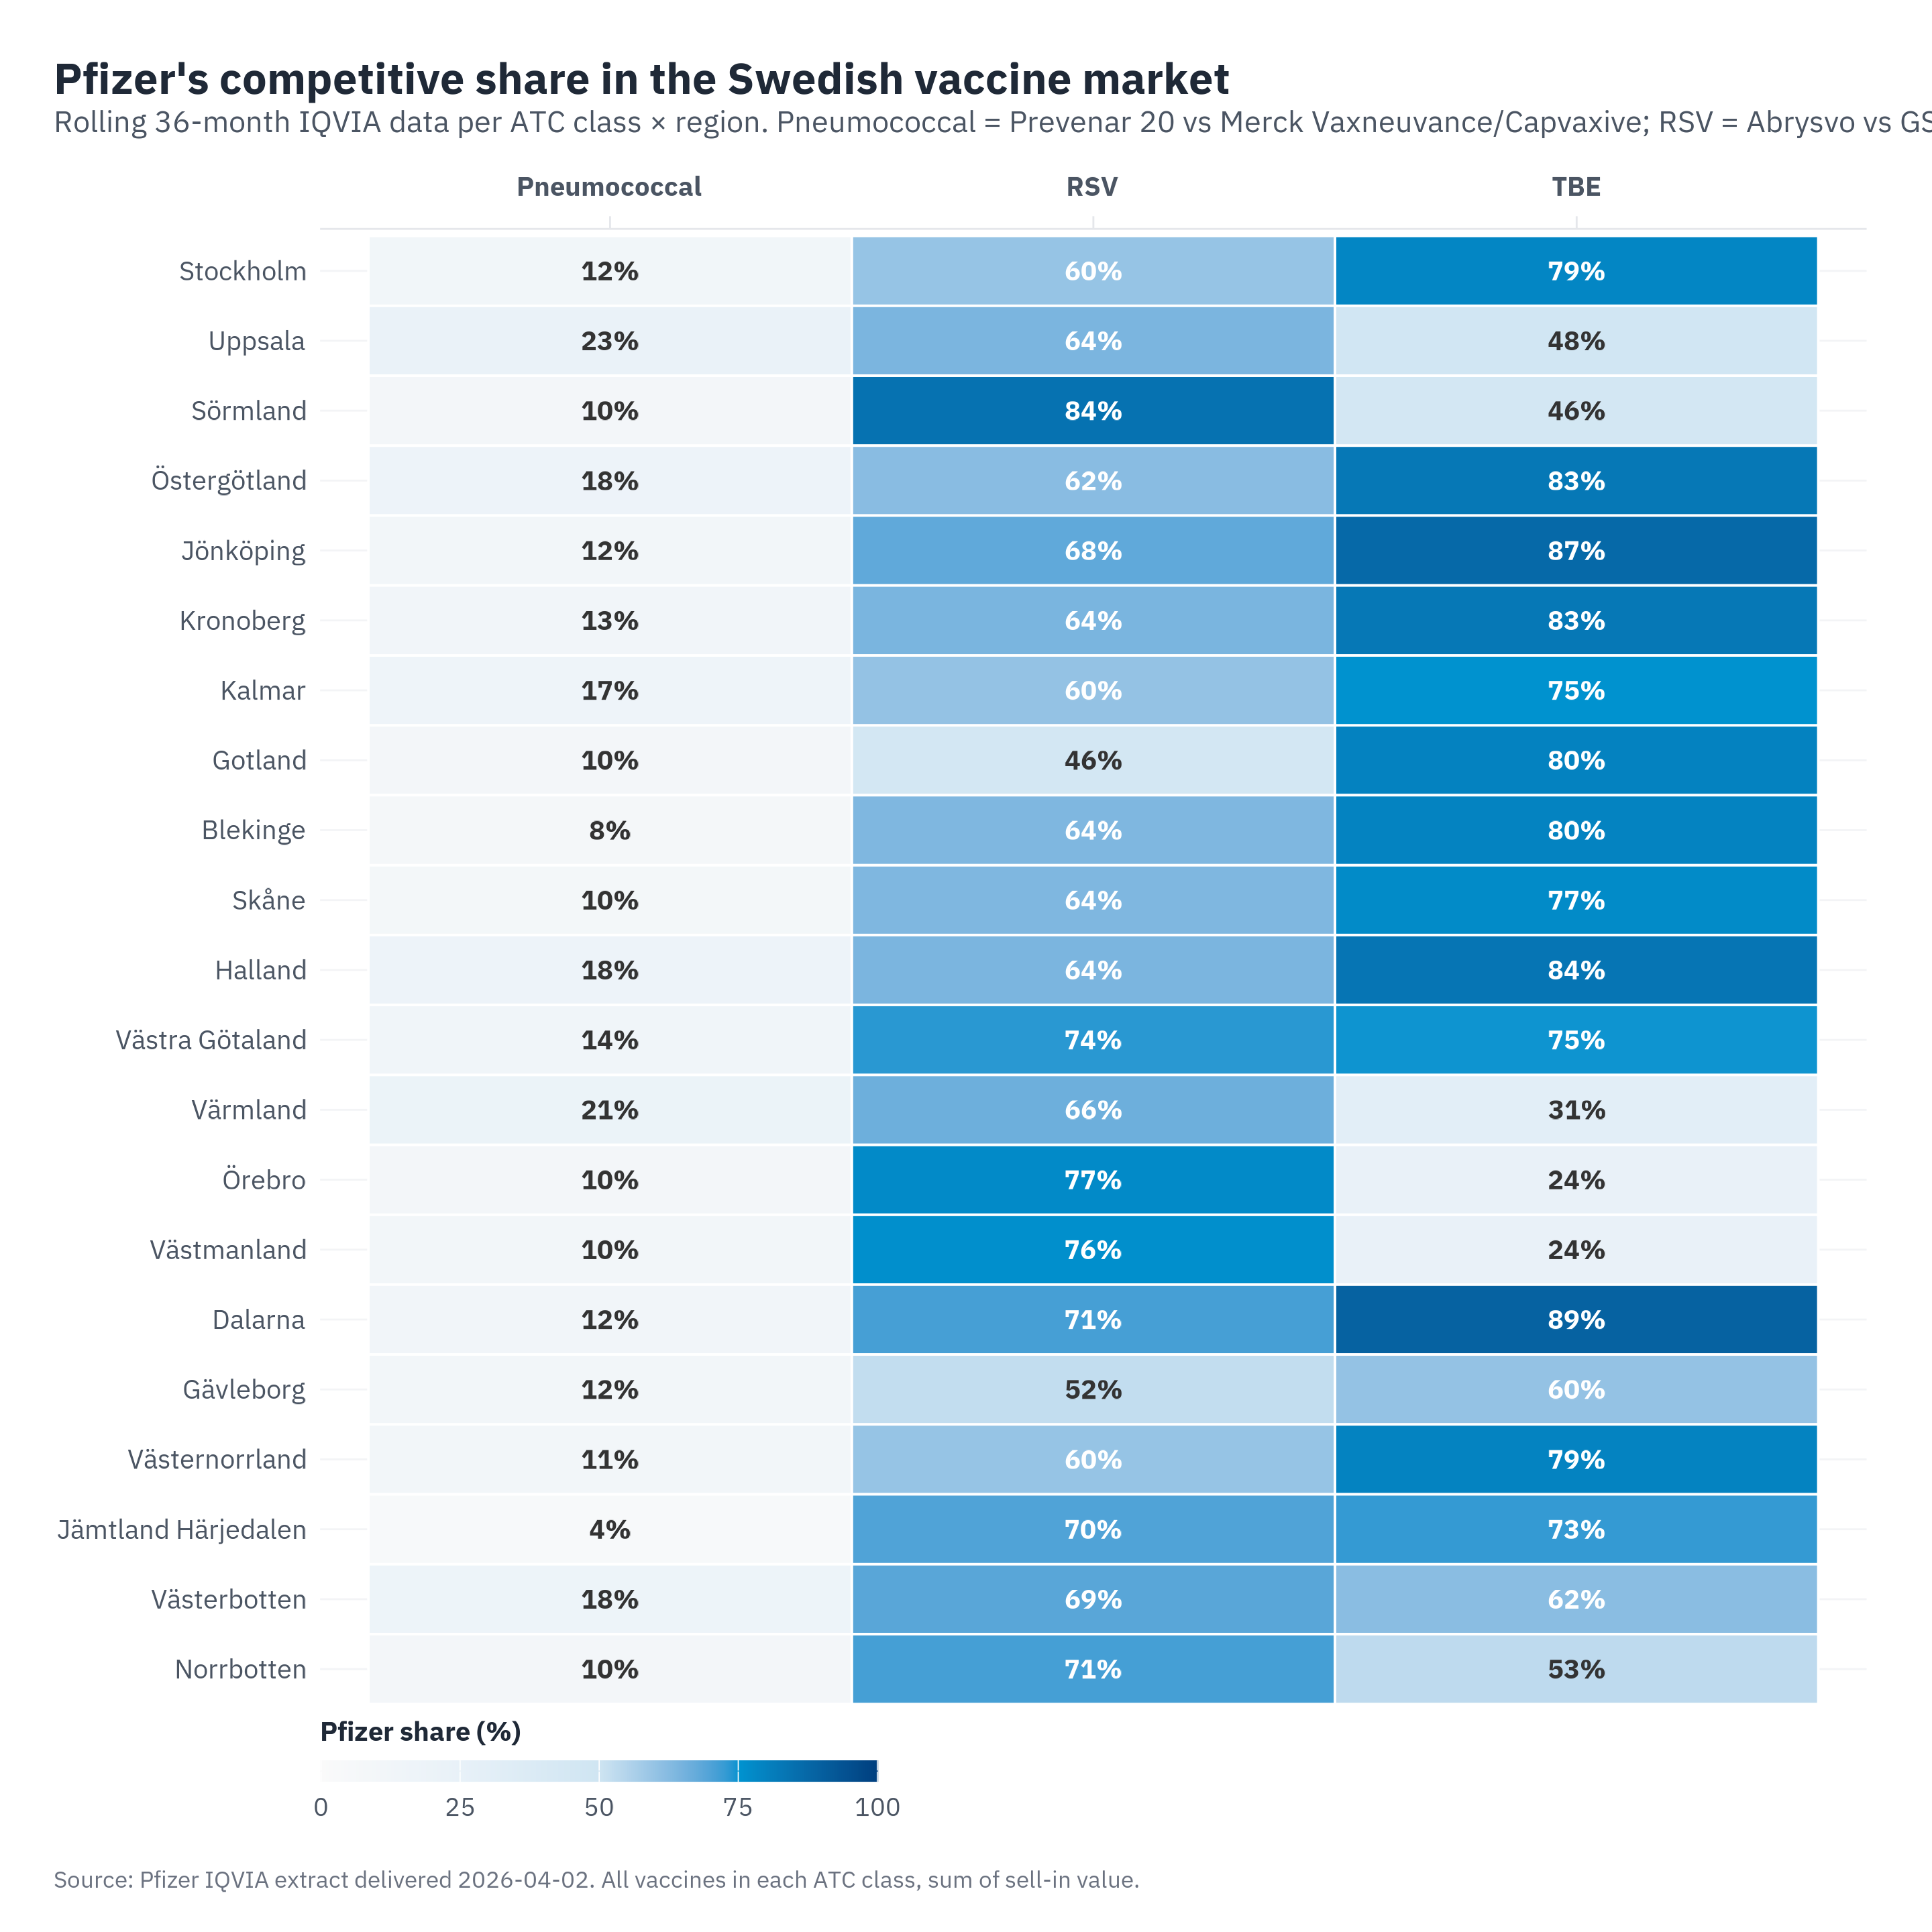 Pfizer's competitive share in the Swedish vaccine market
Rolling 36-month IQVIA data per ATC class × region. Pneumococcal = Prevenar 20 vs Merck Vaxneuvance/Capvaxive; RSV = Abrysvo vs
Pneumococcal RSV TBE
Stockholm 12% 60% 79%
Uppsala 23% 64% 48%
Sörmland 10% 84% 46%
Östergötland 18% 62% 83%
Jönköping 12% 68% 87%
Kronoberg 13% 64% 83%
Kalmar 17% 60% 75%
Gotland 10% 46% 80%
Blekinge 8% 64% 80%
Skåne 10% 64% 77%
Halland 18% 64% 84%
Västra Götaland 14% 74% 75%
Värmland 21% 66% 31%
Örebro 10% 77% 24%
Västmanland 10% 76% 24%
Dalarna 12% 71% 89%
Gävleborg 12% 52% 60%
Västernorrland 11% 60% 79%
Jämtland Härjedalen 4% 70% 73%
Västerbotten 18% 69% 62%
Norrbotten 10% 71% 53%
Pfizer share (%)
0 25 50 75 100
Source: Pfizer IQVIA extract delivered 2026-04-02. All vaccines in each ATC class, sum of sell-in value.